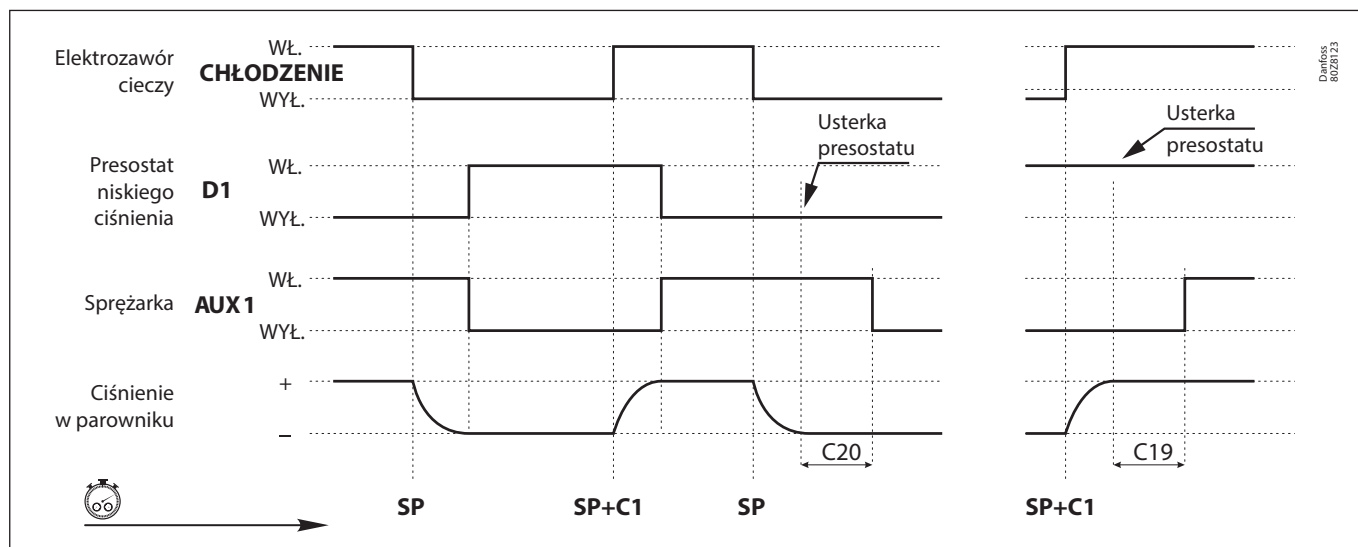 Elektrozawór
cieczy
CHŁODZENIE
WŁ.
WYŁ.
Danfoss
80Z8123
Usterka
presostatu
Usterka
presostatu
Presostat
niskiego
ciśnienia
D1
WŁ.
WYŁ.
Sprężarka
AUX 1
WŁ.
WYŁ.
Ciśnienie
w parowniku
+
–
C20
C19
SP
SP+C1
SP
SP+C1